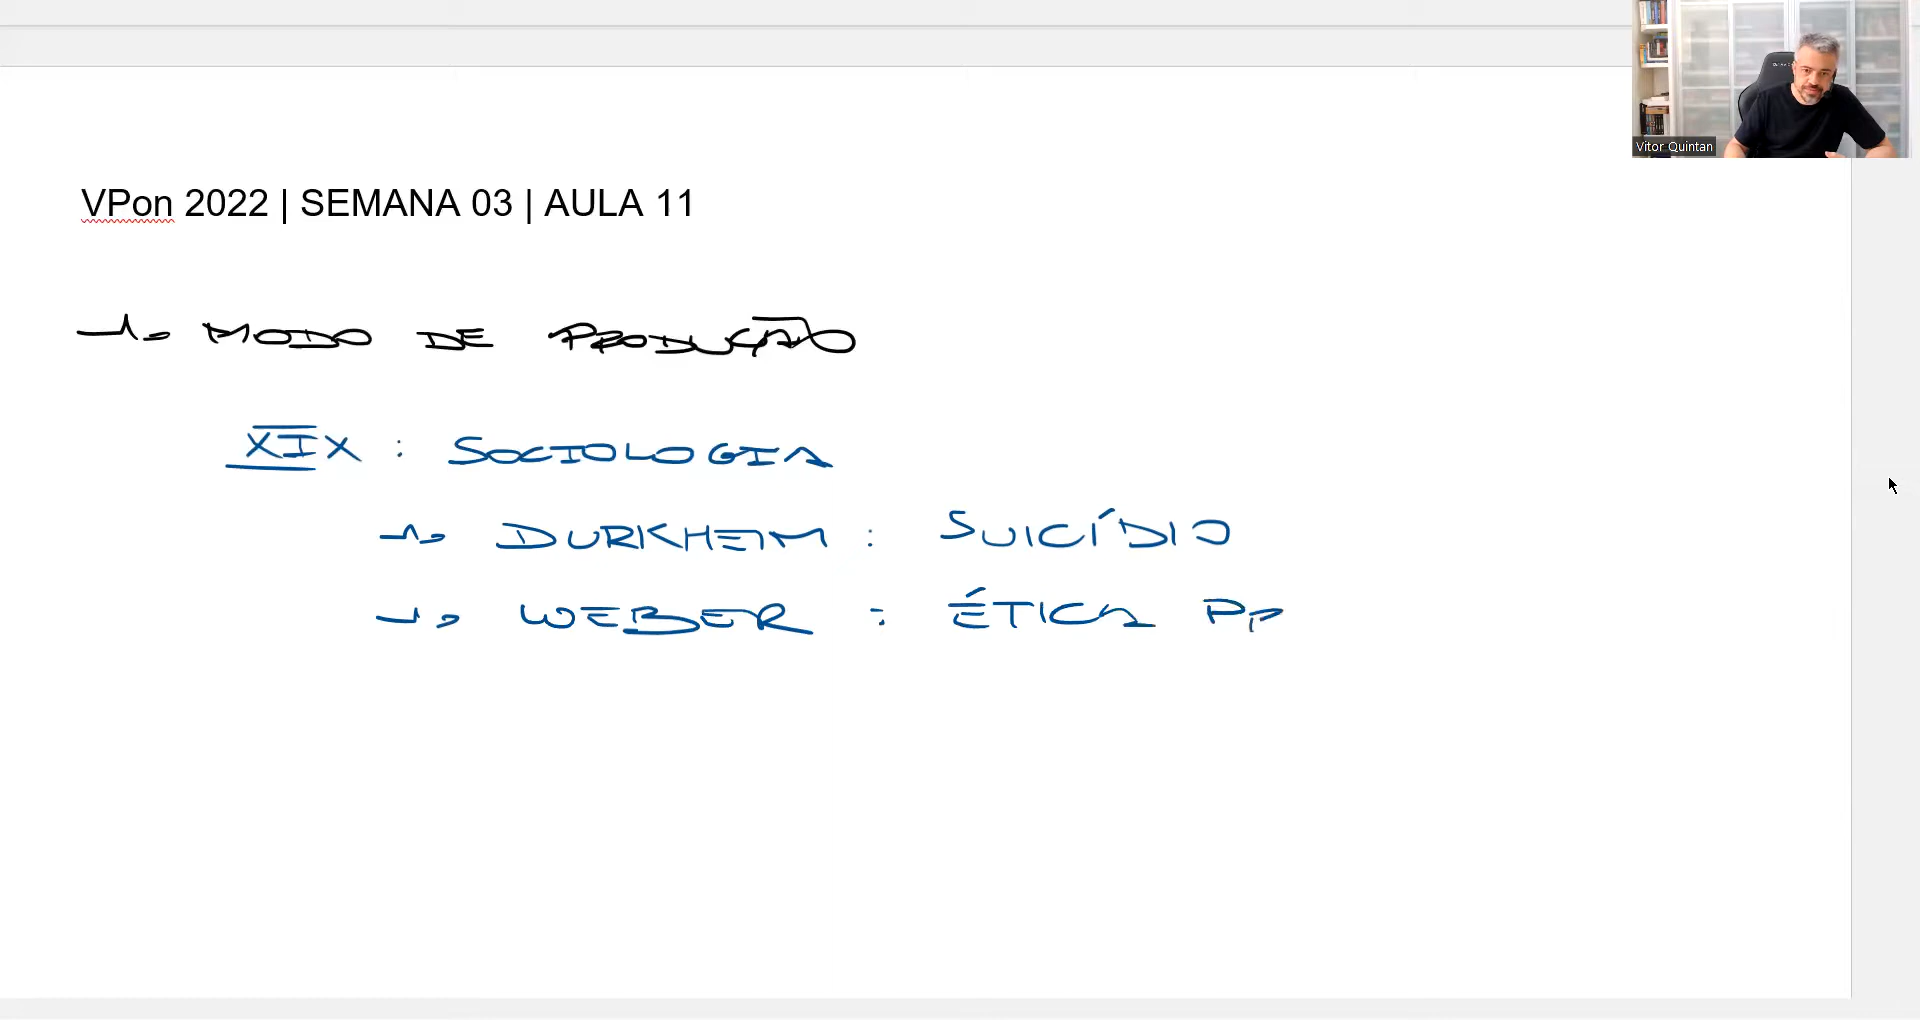 Vitor Quintan
VPon 2022 | SEMANA 03 | AULA 11
MODO DE PRODUÇÃO
XIX : SOCIOLOGIA
DURKHEIM : SUICÍDIO
WEBER : ÉTICA PP